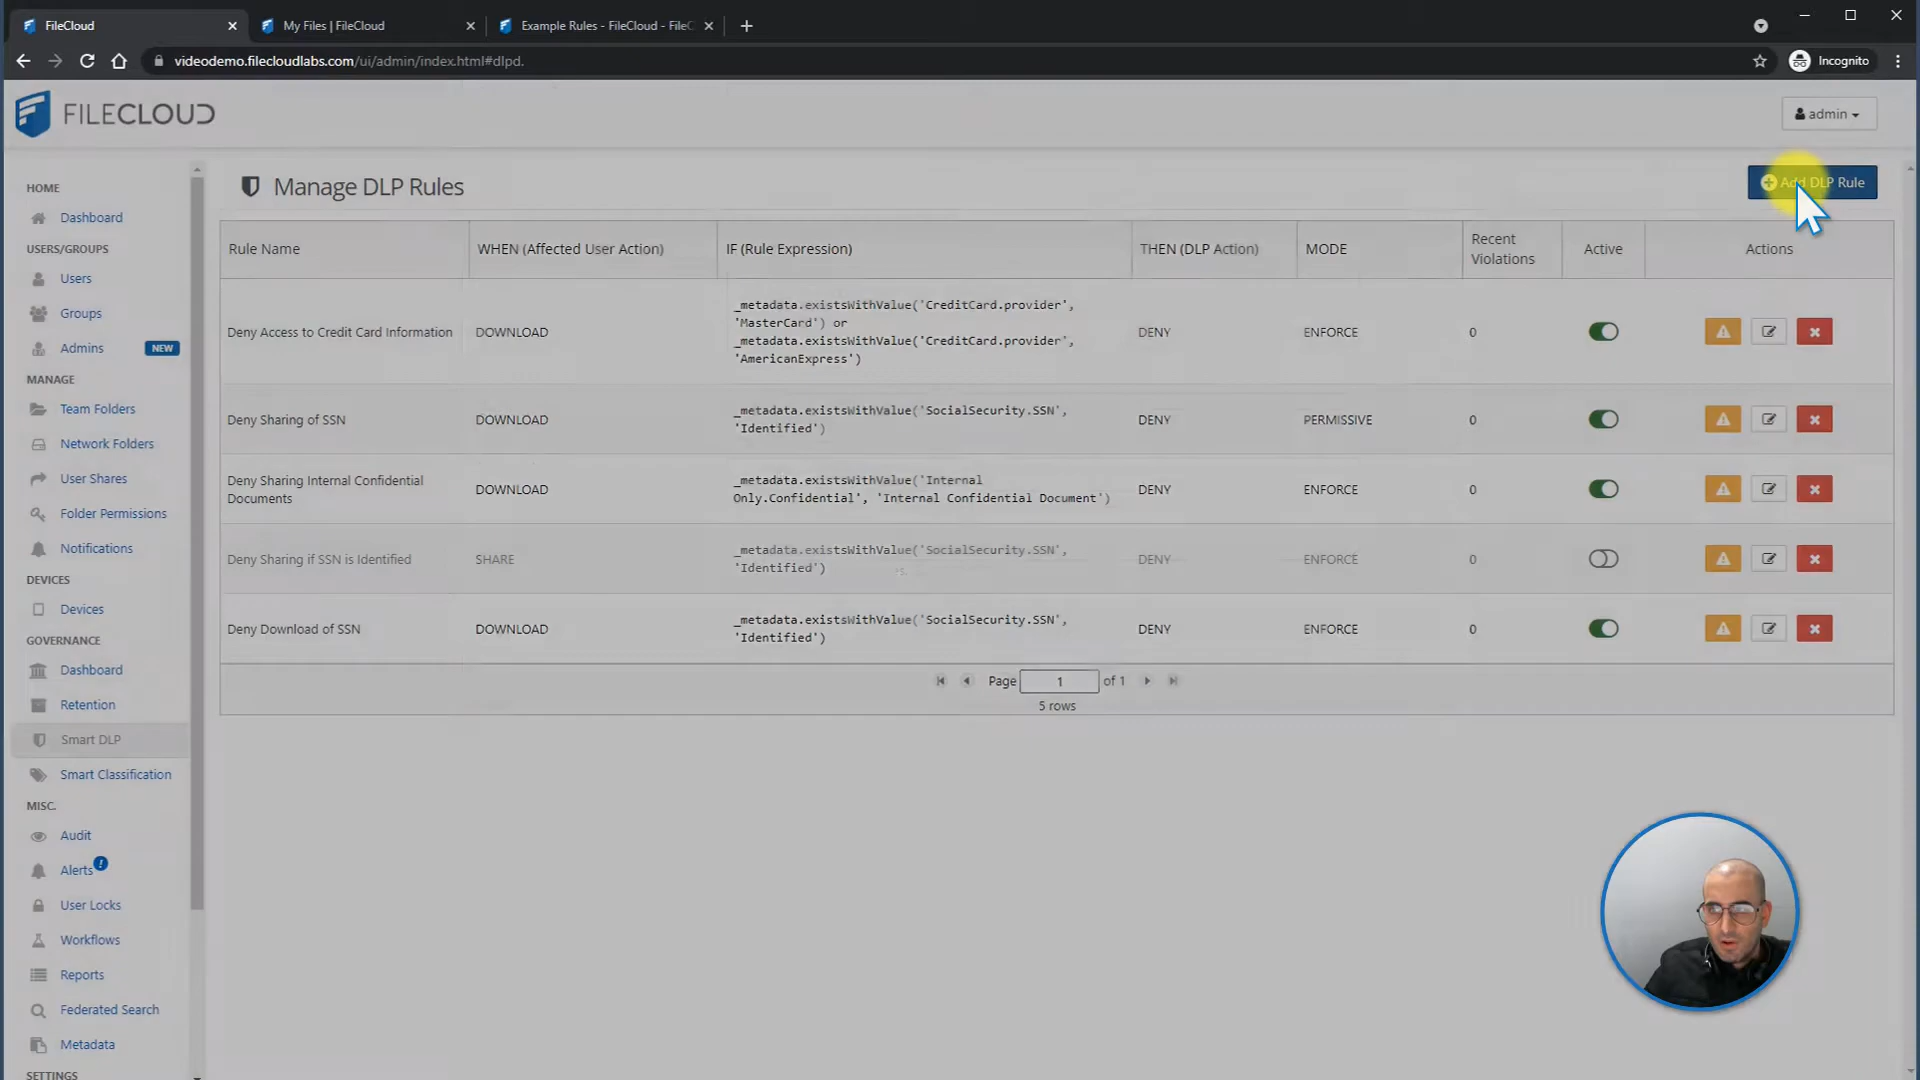 FileCloud
My Files | FileCloud
Example Rules - FileCloud - FileC
videodemo.filecloudlabs.com/ui/admin/index.html#dlpd.
Incognito
FILECLOUD
admin
HOME
Dashboard
USERS/GROUPS
Users
Groups
Admins NEW
MANAGE
Team Folders
Network Folders
User Shares
Folder Permissions
Notifications
DEVICES
Devices
GOVERNANCE
Dashboard
Retention
Smart DLP
Smart Classification
MISC.
Audit
Alerts !
User Locks
Workflows
Reports
Federated Search
Metadata
SETTINGS
Manage DLP Rules
Add DLP Rule
Rule Name WHEN (Affected User Action) IF (Rule Expression) THEN (DLP Action) MODE Recent Violations Active Actions
Deny Access to Credit Card Information DOWNLOAD _metadata.existsWithValue('CreditCard.provider',
'MasterCard') or
_metadata.existsWithValue('CreditCard.provider',
'AmericanExpress') DENY ENFORCE 0
Deny Sharing of SSN DOWNLOAD _metadata.existsWithValue('SocialSecurity.SSN',
'Identified') DENY PERMISSIVE 0
Deny Sharing Internal Confidential
Documents DOWNLOAD _metadata.existsWithValue('Internal
Only.Confidential', 'Internal Confidential Document') DENY ENFORCE 0
Deny Sharing if SSN is Identified SHARE _metadata.existsWithValue('SocialSecurity.SSN',
'Identified') DENY ENFORCE 0
Deny Download of SSN DOWNLOAD _metadata.existsWithValue('SocialSecurity.SSN',
'Identified') DENY ENFORCE 0
Page 1 of 1
5 rows